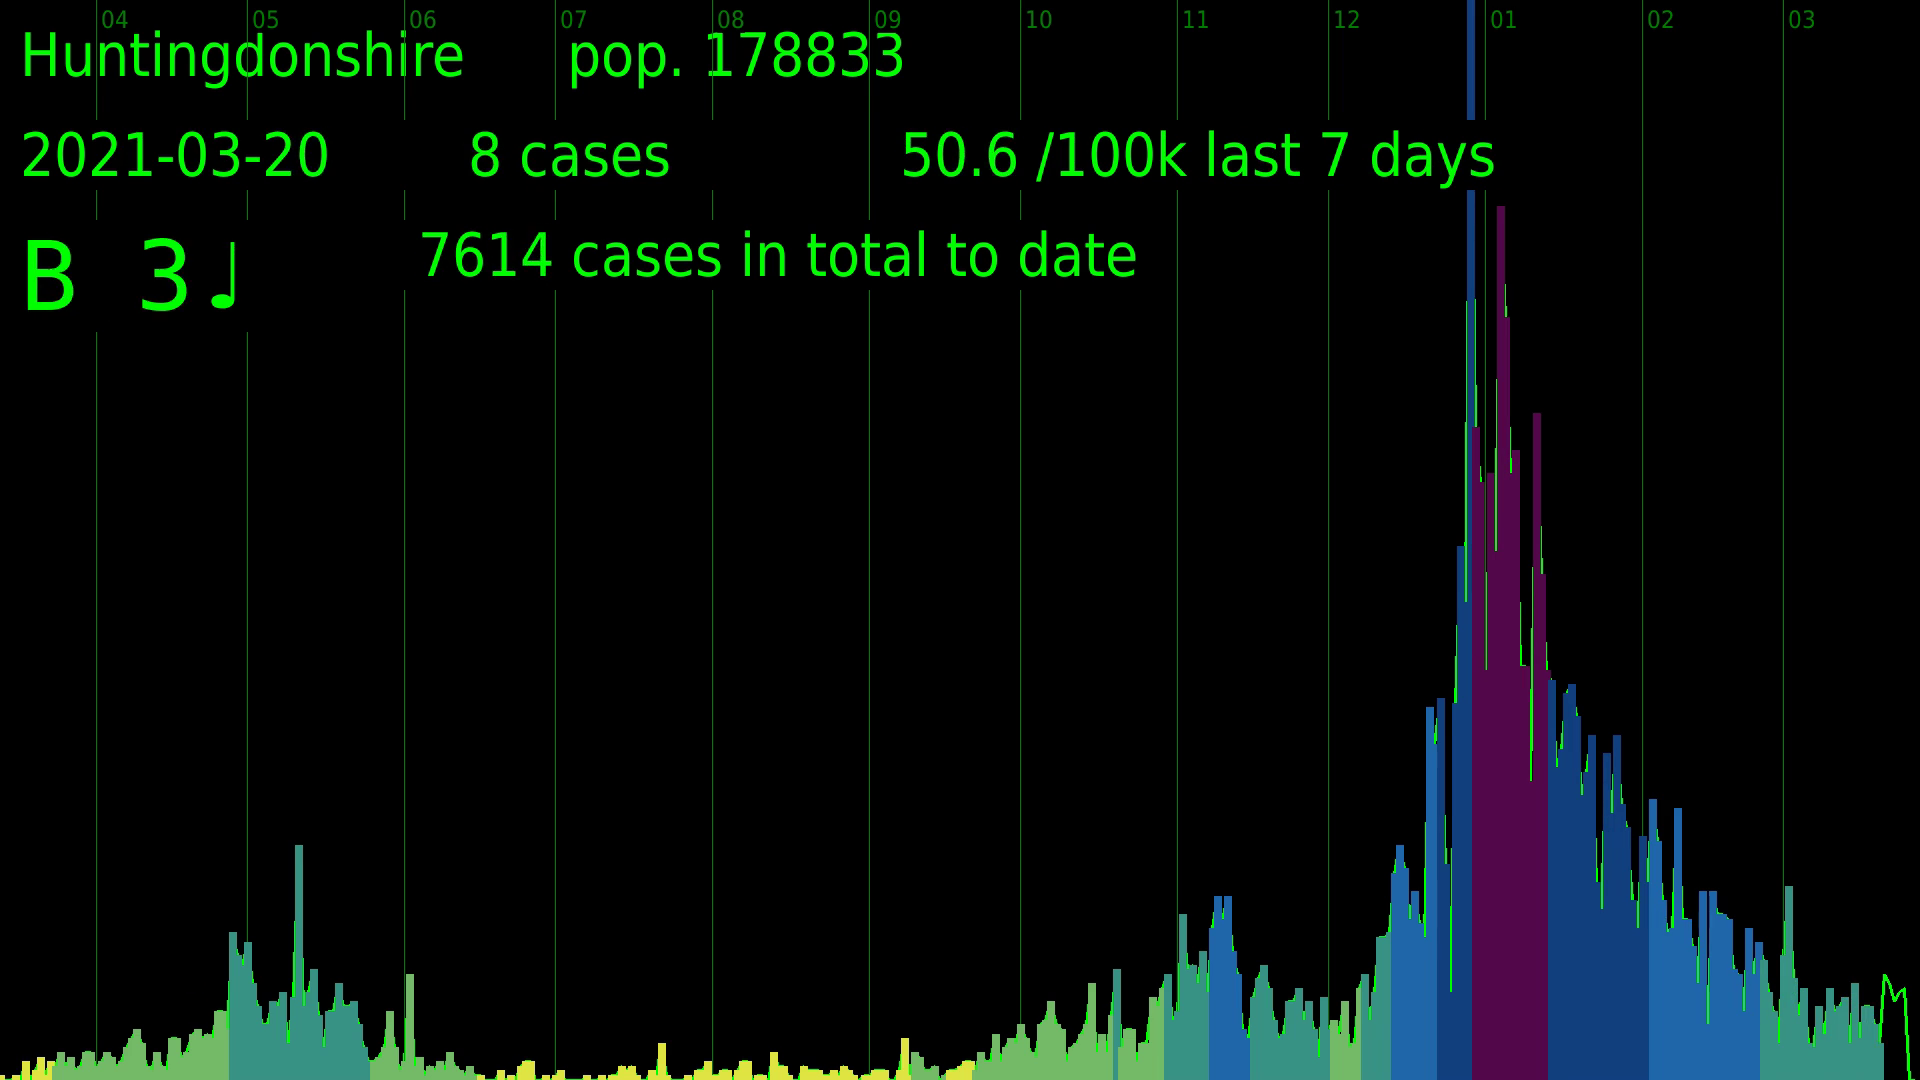 04 05 06 07 08 09 10 11 12 01 02 03
Huntingdonshire pop. 178833
2021-03-20 8 cases 50.6 /100k last 7 days
B 3♩ 7614 cases in total to date